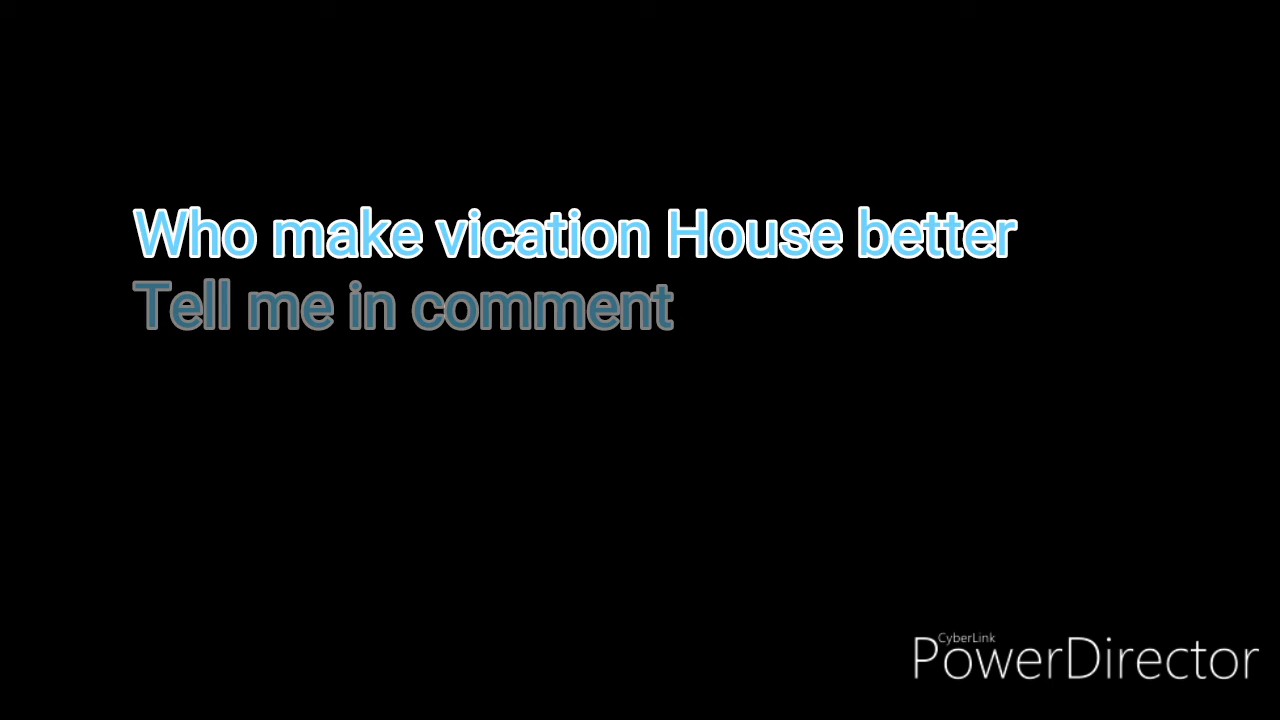 Who make vication House better
Tell me in comment
CyberLink
PowerDirector